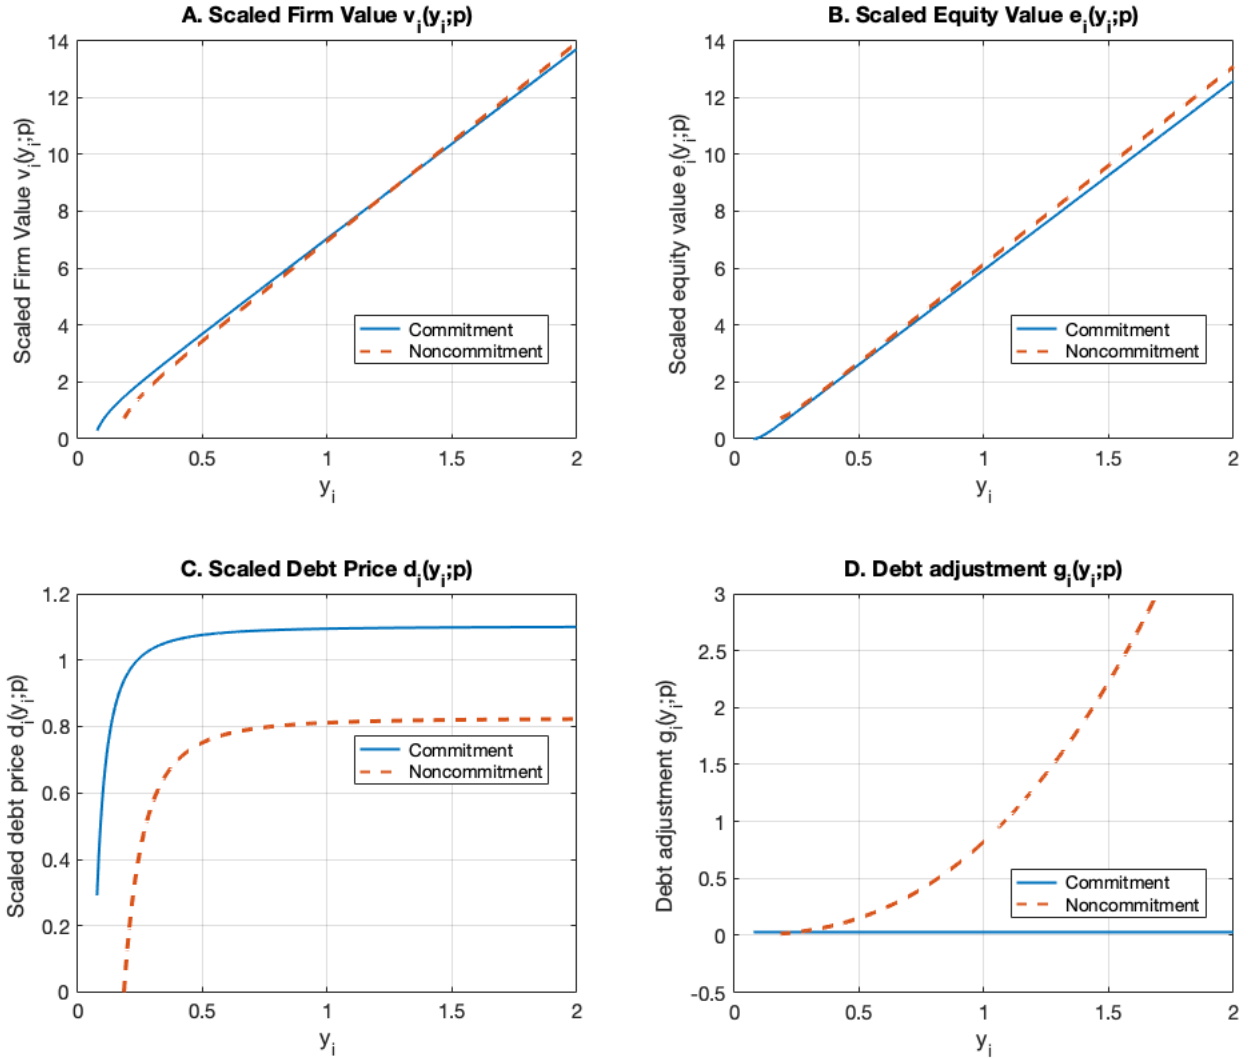 A. Scaled Firm Value v_i(y_i;p)
Scaled Firm Value v_i(y_i;p)
14
12
10
8
6
4
2
0
0 0.5 1 1.5 2
y_i
Commitment
Noncommitment
B. Scaled Equity Value e_i(y_i;p)
Scaled equity value e_i(y_i;p)
14
12
10
8
6
4
2
0
0 0.5 1 1.5 2
y_i
Commitment
Noncommitment
C. Scaled Debt Price d_i(y_i;p)
Scaled debt price d_i(y_i;p)
1.2
1
0.8
0.6
0.4
0.2
0
0 0.5 1 1.5 2
y_i
Commitment
Noncommitment
D. Debt adjustment g_i(y_i;p)
Debt adjustment g_i(y_i;p)
3
2.5
2
1.5
1
0.5
0
-0.5
0 0.5 1 1.5 2
y_i
Commitment
Noncommitment